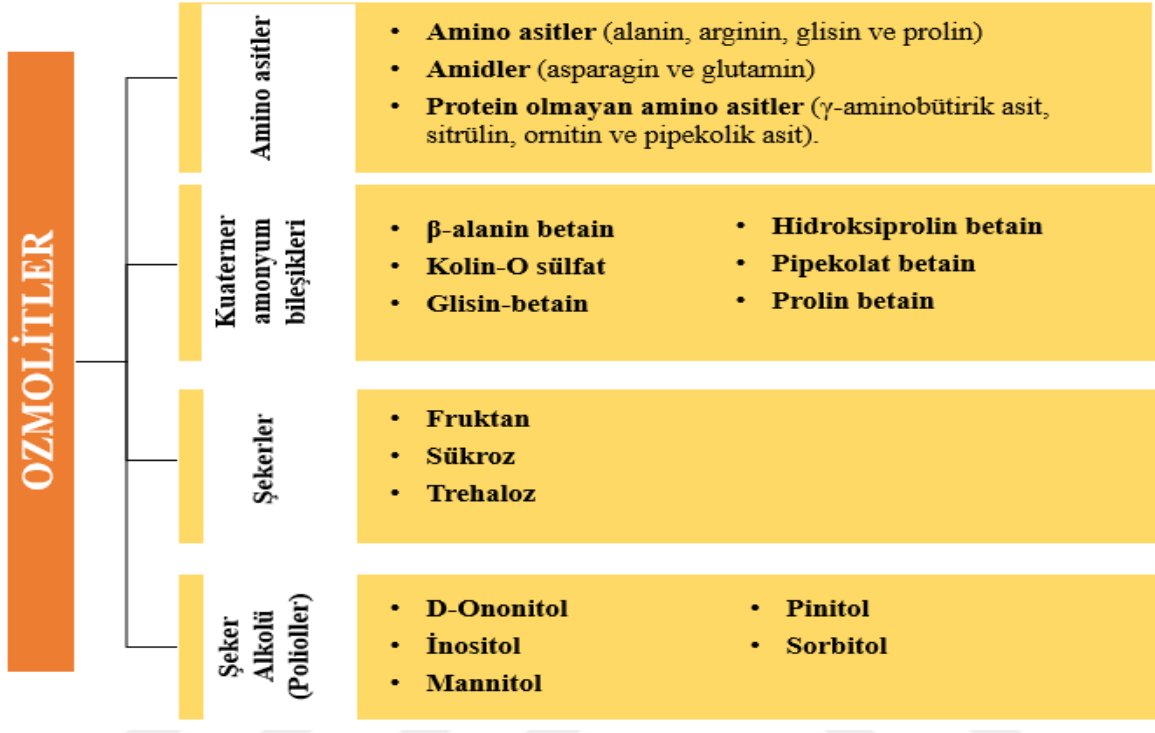 OZMOLİTLER
Amino asitler
• Amino asitler (alanin, arginin, glisin ve prolin)
• Amidler (asparagin ve glutamin)
• Protein olmayan amino asitler (γ-aminobütirik asit,
sitrülin, ornitin ve pipekolik asit).
Kuaterner
amonyum
bileşikleri
• β-alanin betain
• Kolin-O sülfat
• Glisin-betain
• Hidroksiprolin betain
• Pipekolat betain
• Prolin betain
Şekerler
• Fruktan
• Sükroz
• Trehaloz
Şeker
Alkolü
(Polioller)
• D-Ononitol
• İnositol
• Mannitol
• Pinitol
• Sorbitol